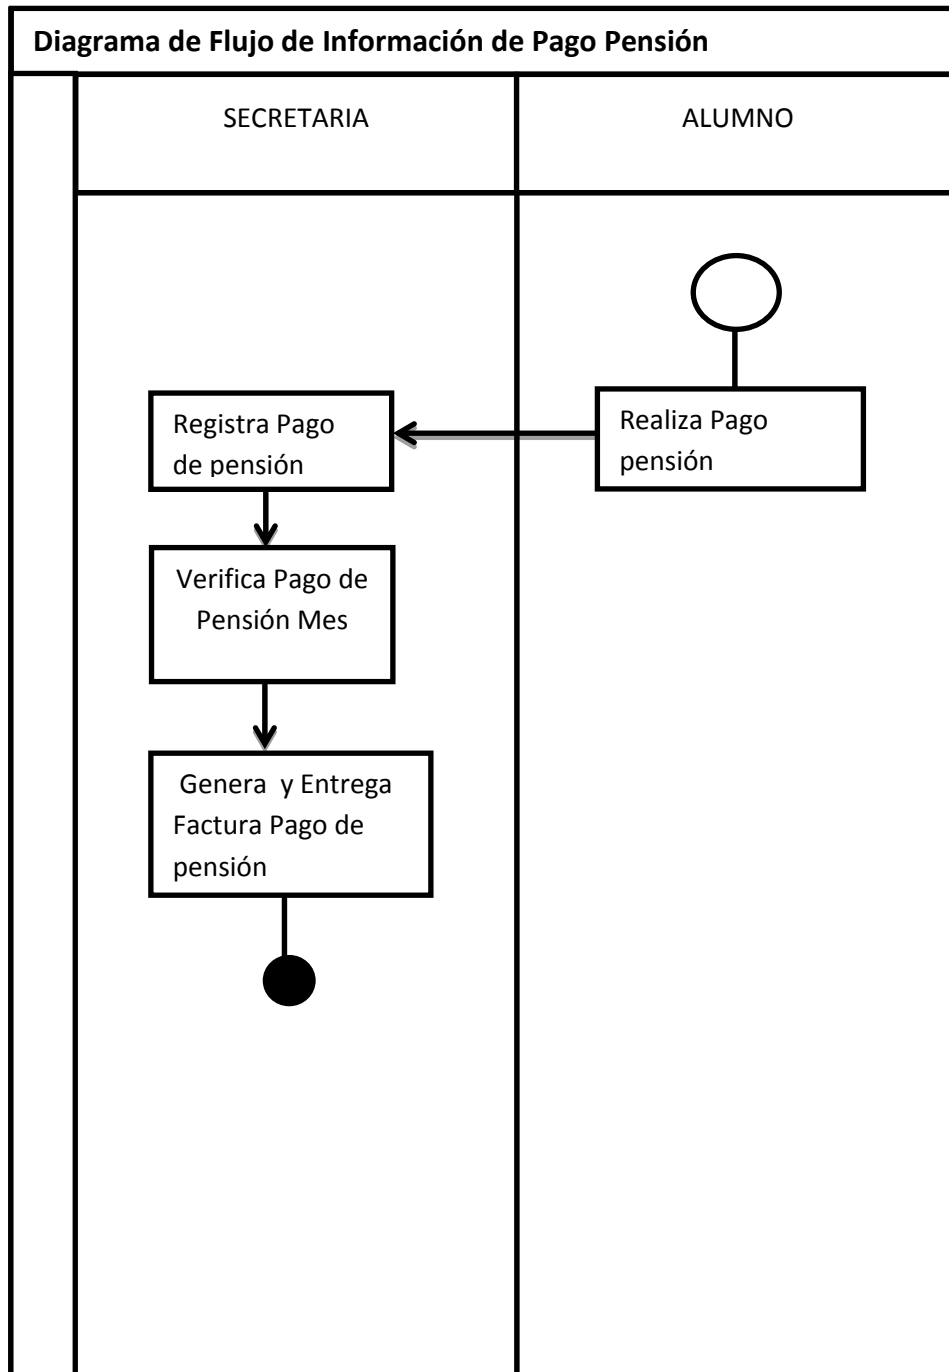 Diagrama de Flujo de Información de Pago Pensión
SECRETARIA
ALUMNO
Realiza Pago
pensión
Registra Pago
de pensión
Verifica Pago de
Pensión Mes
Genera y Entrega
Factura Pago de
pensión